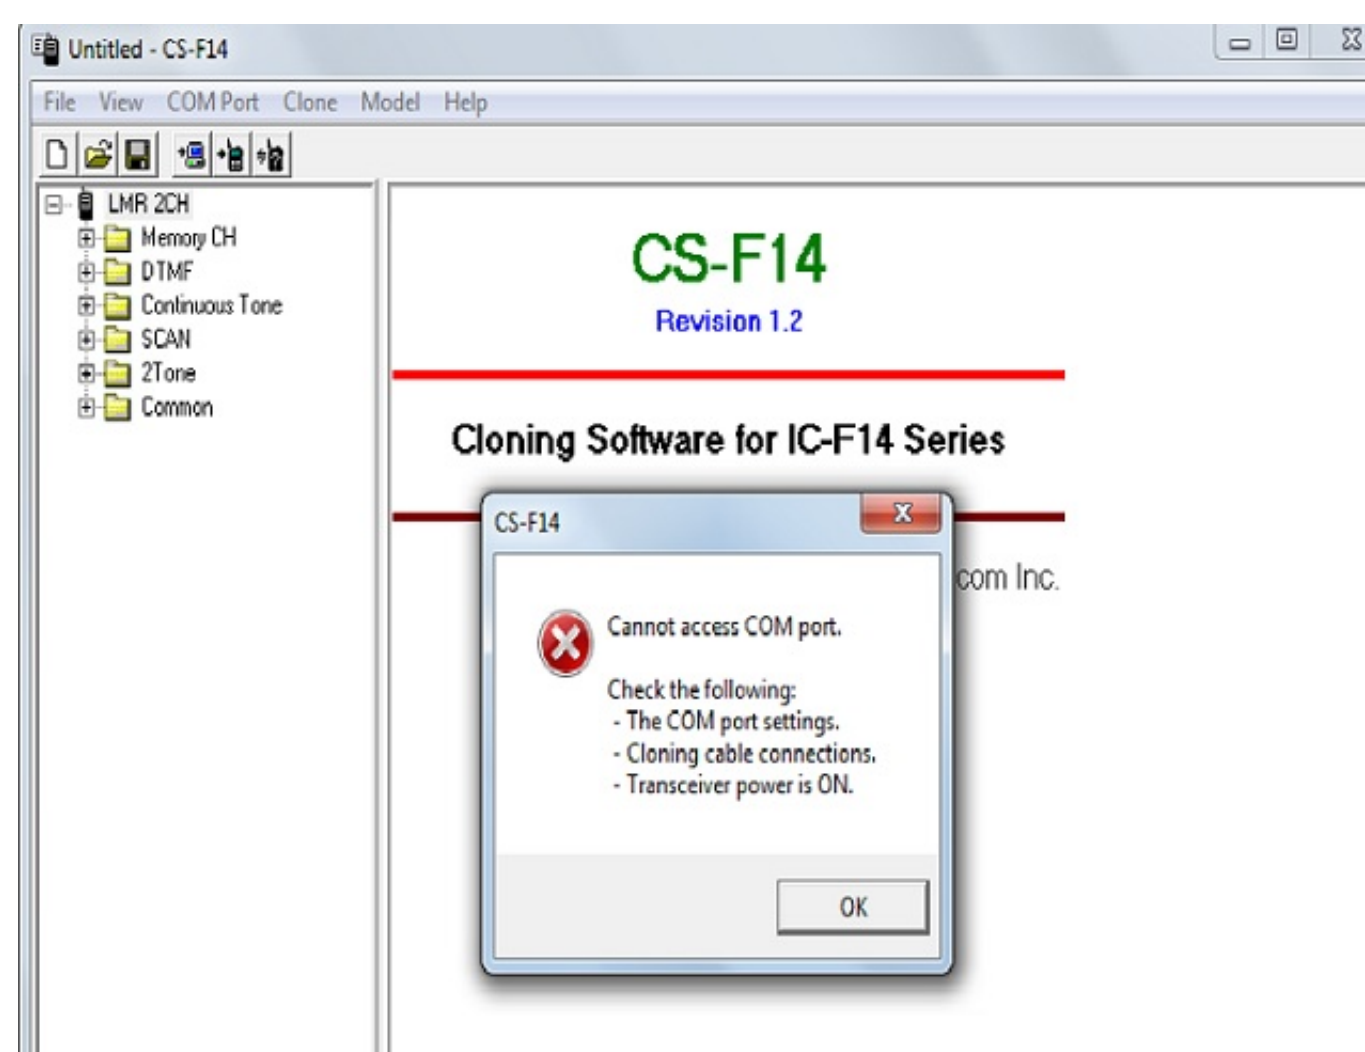 Untitled - CS-F14
File View COM Port Clone Model Help
LMR 2CH
Memory CH
DTMF
Continuous Tone
SCAN
2Tone
Common
CS-F14
Revision 1.2
Cloning Software for IC-F14 Series
com Inc.
CS-F14
Cannot access COM port.
Check the following:
- The COM port settings.
- Cloning cable connections.
- Transceiver power is ON.
OK